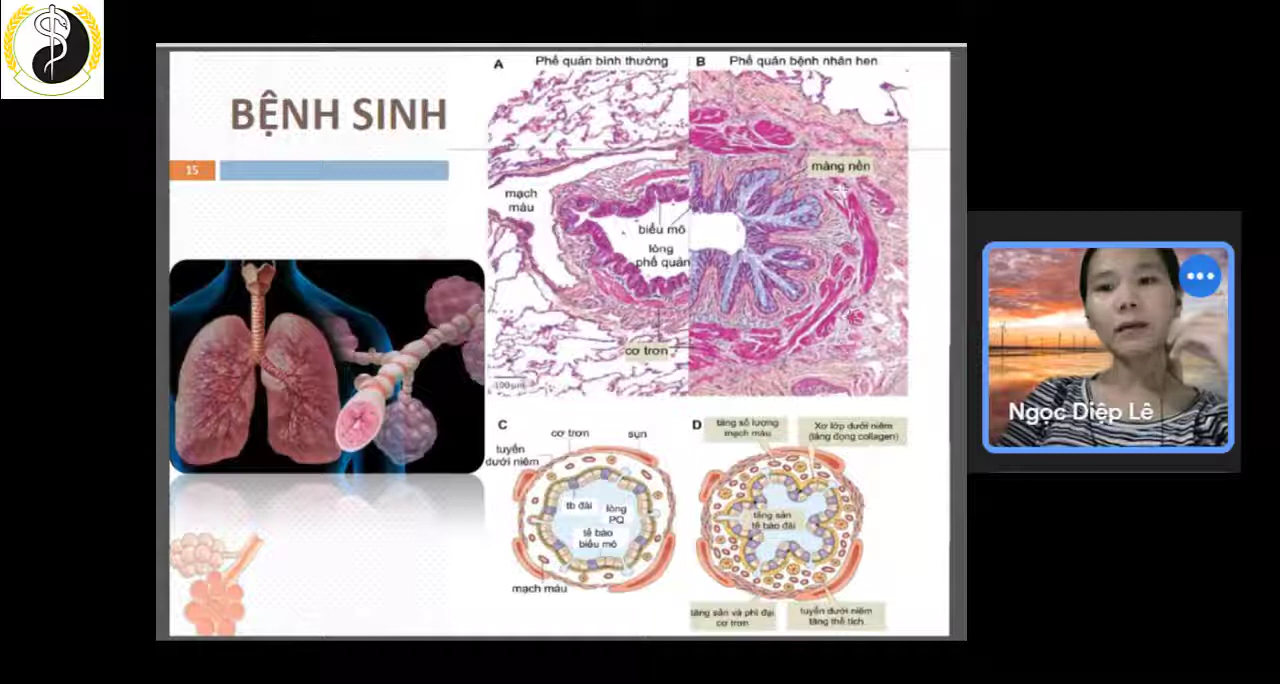 BỆNH SINH
15
A Phế quản bình thường
B Phế quản bệnh nhân hen
màng nền
mạch
máu
biểu mô
lòng
phế quản
cơ trơn
100μm
C
cơ trơn
sụn
tuyến
dưới niêm
tb đài
lòng
PQ
tế bào
biểu mô
mạch máu
D
tăng số lượng
mạch máu
Xơ lớp dưới niêm
(lắng đọng collagen)
tăng sản
tế bào đài
tăng sản và phì đại
cơ trơn
tuyến dưới niêm
tăng thể tích
Ngọc Diệp Lê